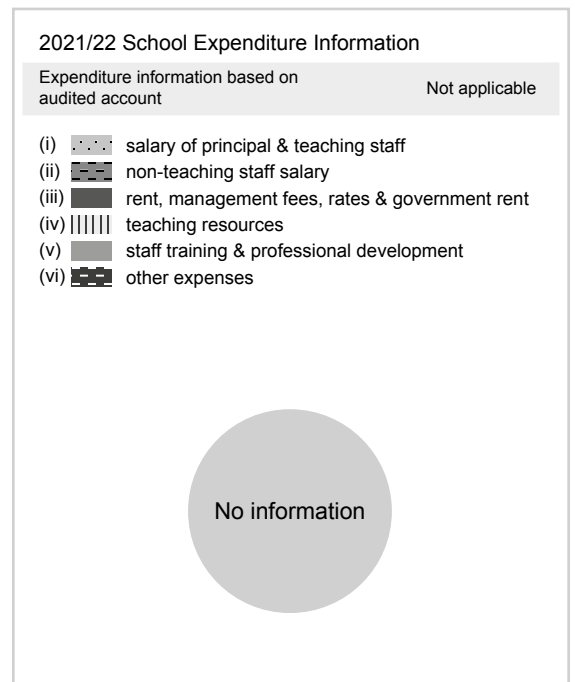 2021/22 School Expenditure Information
Expenditure information based on
audited account
Not applicable
(i) salary of principal & teaching staff
(ii) non-teaching staff salary
(iii) rent, management fees, rates & government rent
(iv) teaching resources
(v) staff training & professional development
(vi) other expenses
No information